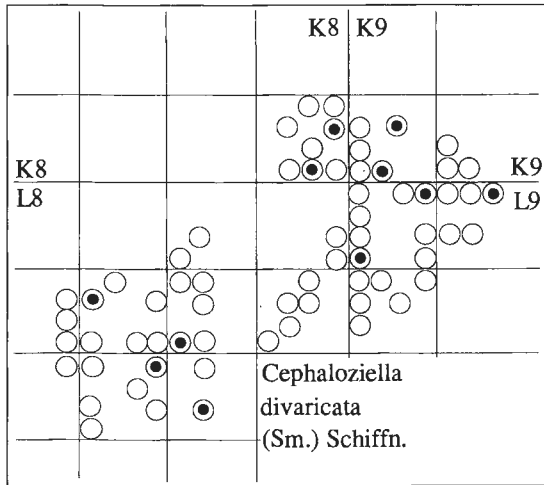 K8 K9
K8 K9
L8 L9
Cephaloziella
divaricata
(Sm.) Schiffn.